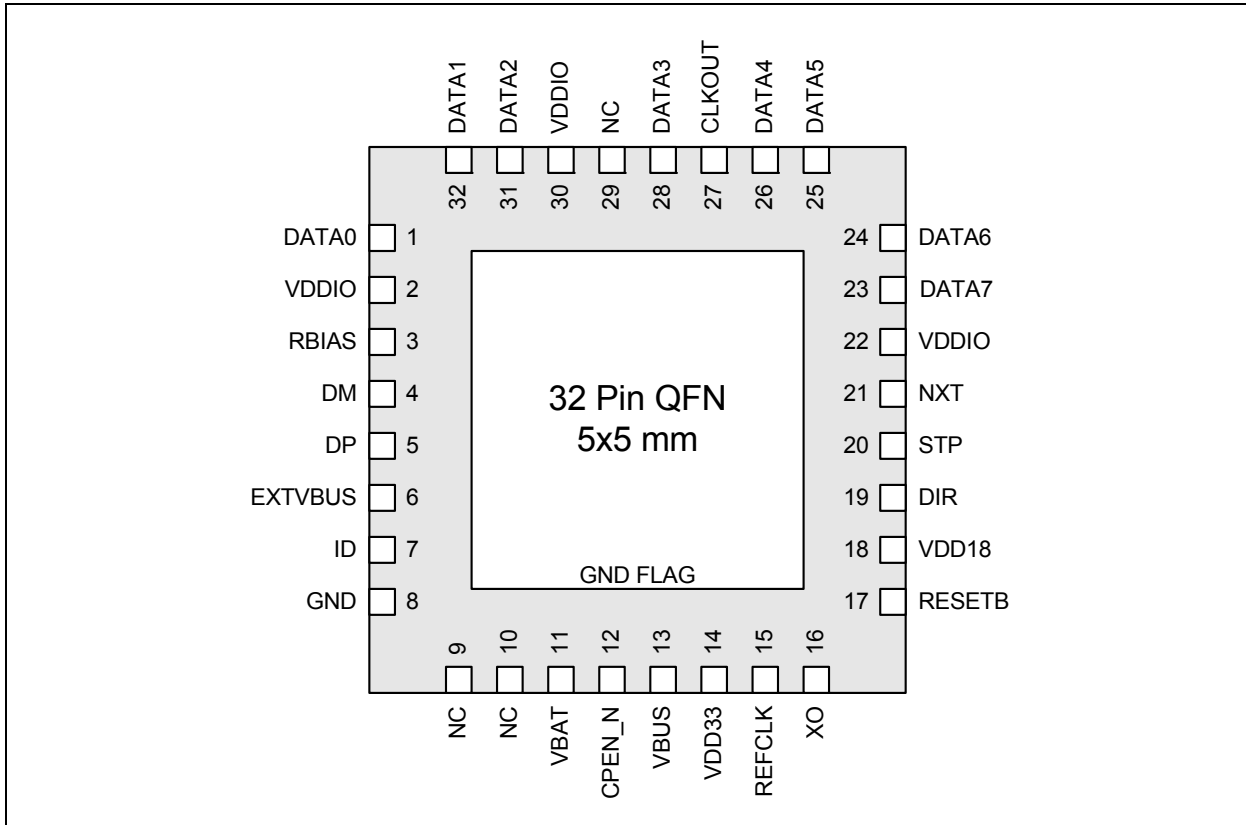 DATA1
DATA2
VDDIO
NC
DATA3
CLKOUT
DATA4
DATA5
32
31
30
29
28
27
26
25
DATA0 1
VDDIO 2
RBIAS 3
DM 4
DP 5
EXTVBUS 6
ID 7
GND 8
32 Pin QFN
5x5 mm
GND FLAG
24 DATA6
23 DATA7
22 VDDIO
21 NXT
20 STP
19 DIR
18 VDD18
17 RESETB
9
10
11
12
13
14
15
16
NC
NC
VBAT
CPEN_N
VBUS
VDD33
REFCLK
XO